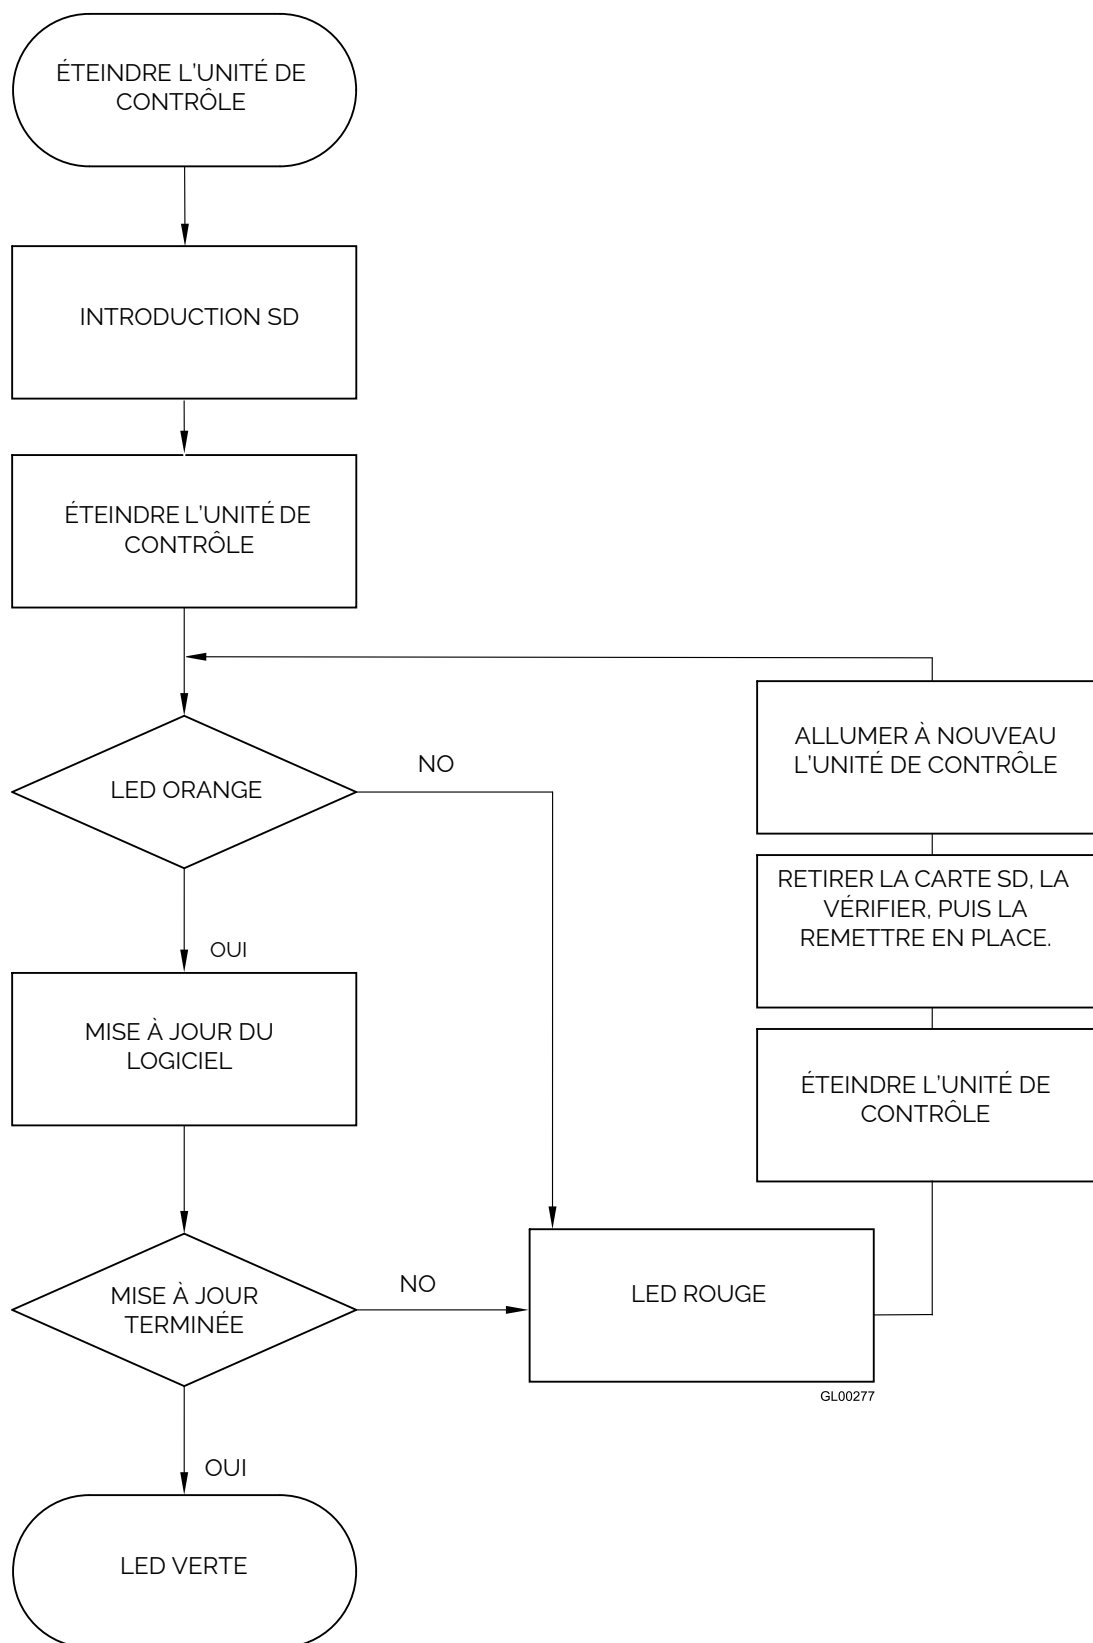 ÉTEINDRE L'UNITÉ DE
CONTRÔLE
INTRODUCTION SD
ÉTEINDRE L'UNITÉ DE
CONTRÔLE
LED ORANGE
NO
OUI
MISE À JOUR DU
LOGICIEL
MISE À JOUR
TERMINÉE
NO
OUI
LED VERTE
LED ROUGE
GL00277
ALLUMER À NOUVEAU
L'UNITÉ DE CONTRÔLE
RETIRER LA CARTE SD, LA
VÉRIFIER, PUIS LA
REMETTRE EN PLACE.
ÉTEINDRE L'UNITÉ DE
CONTRÔLE